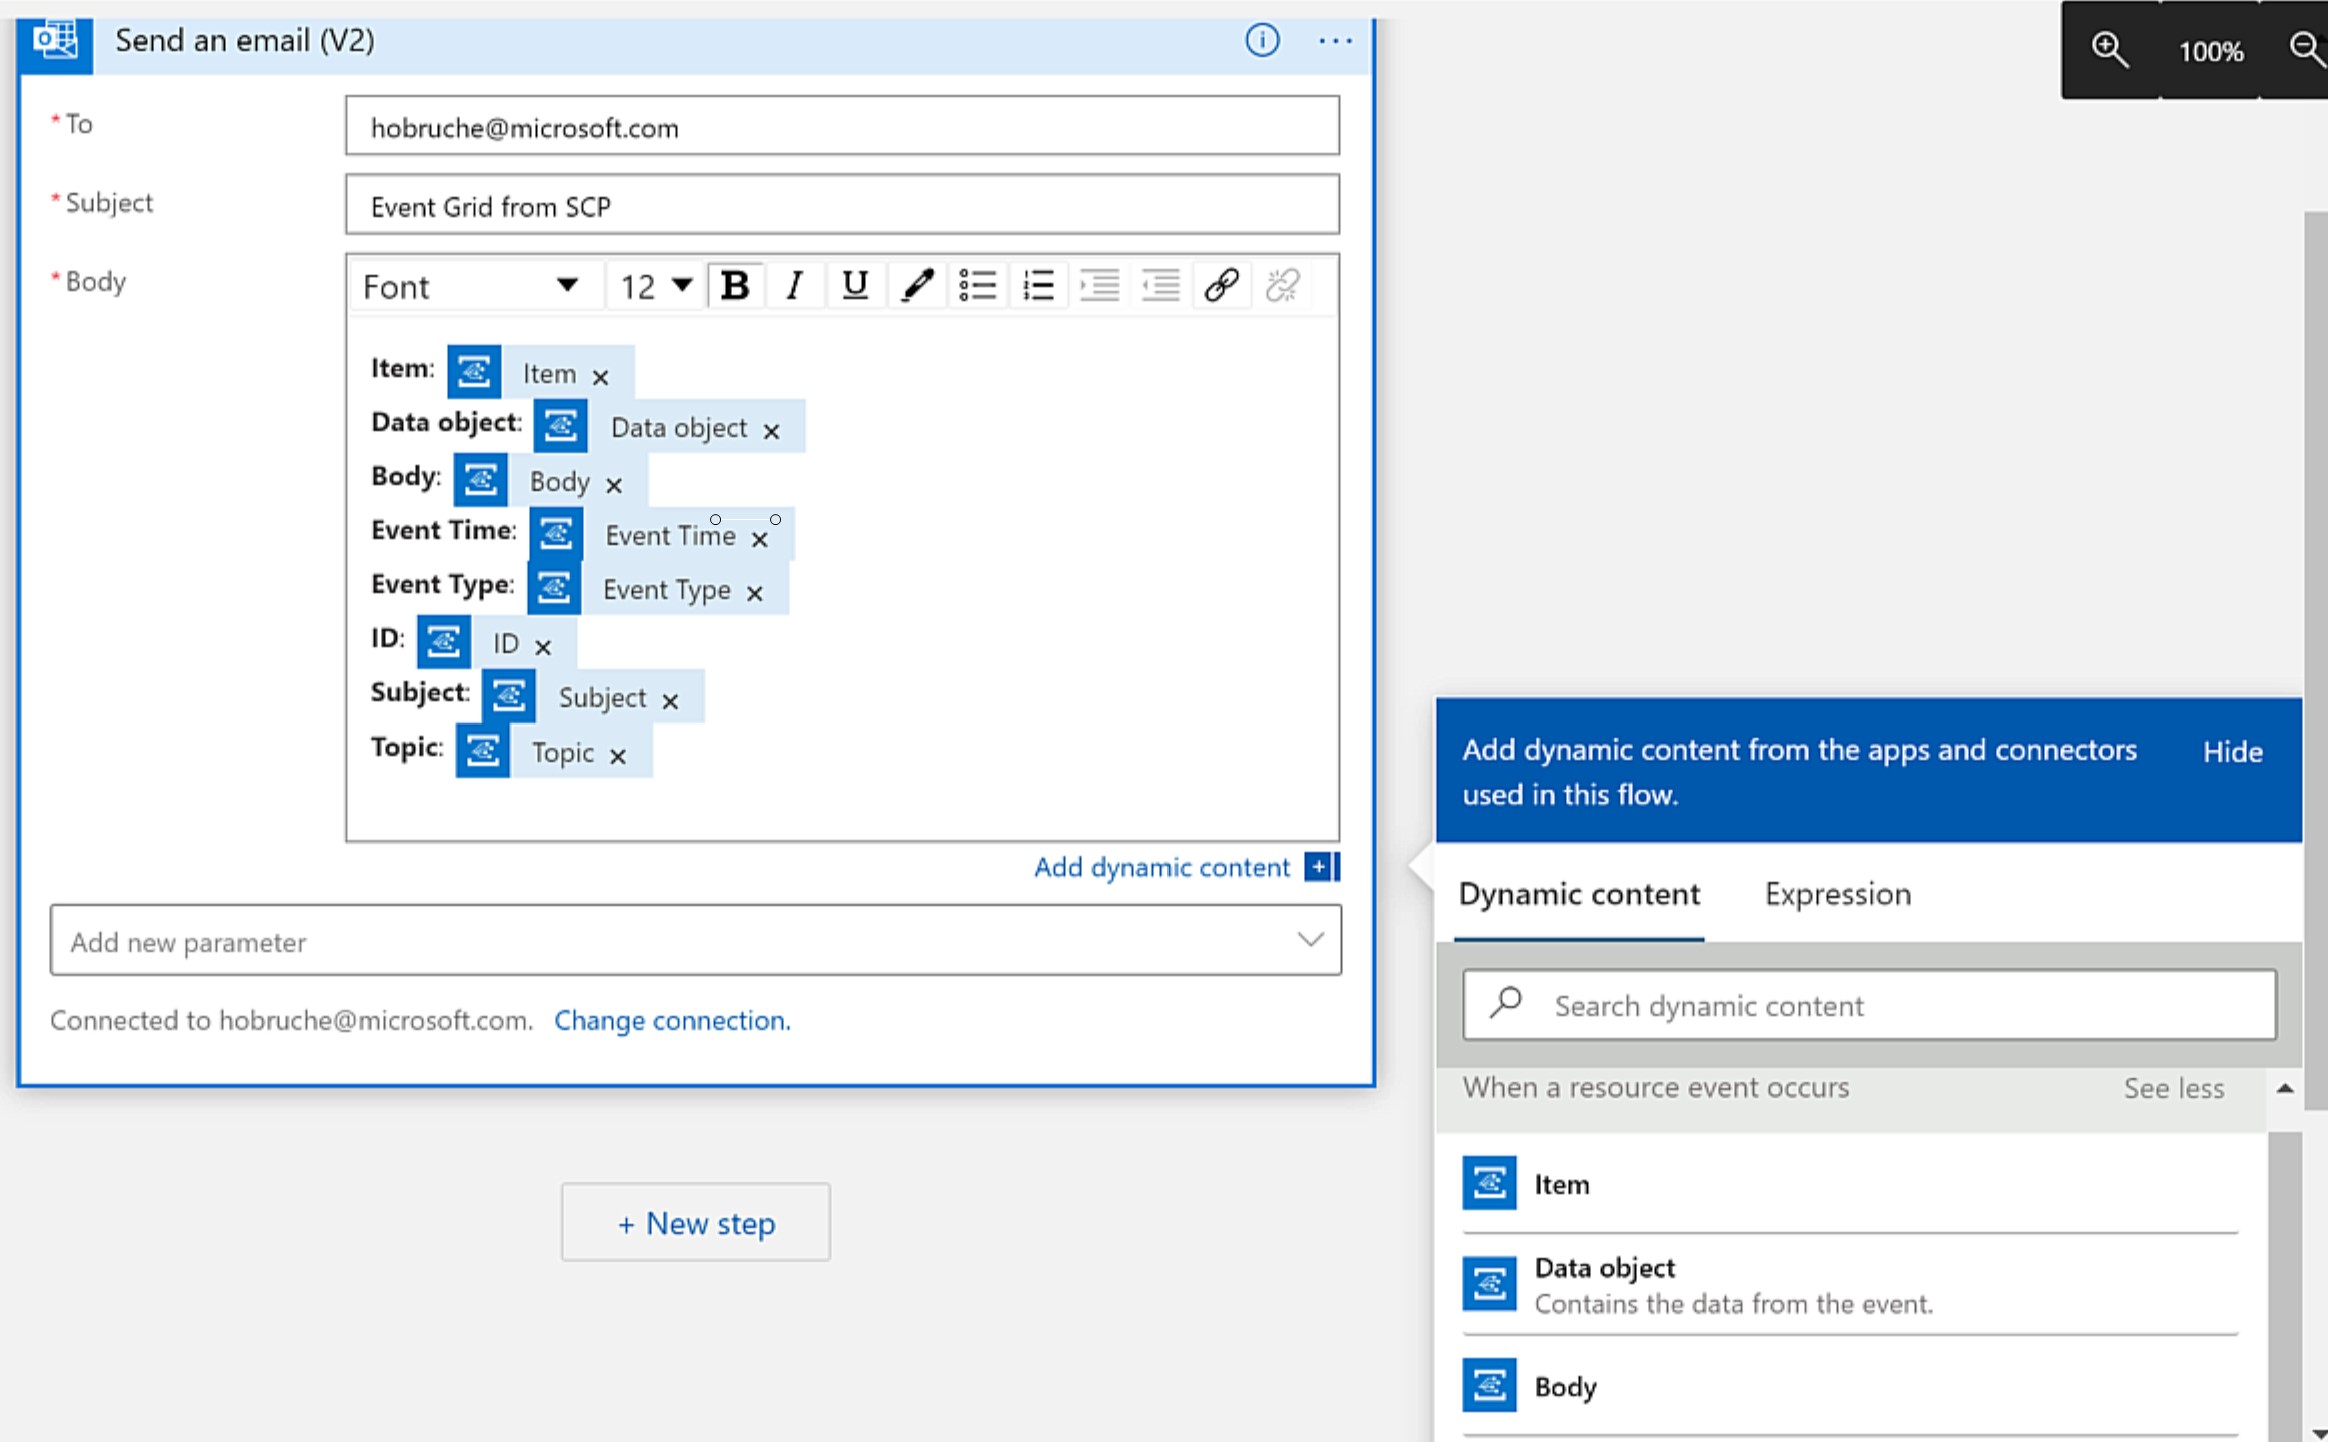 Send an email (V2)
100%
* To
hobruche@microsoft.com
* Subject
Event Grid from SCP
* Body
Font
12
B I U
Item: Item ×
Data object: Data object ×
Body: Body ×
Event Time: Event Time ×
Event Type: Event Type ×
ID: ID ×
Subject: Subject ×
Topic: Topic ×
Add dynamic content
Add new parameter
Connected to hobruche@microsoft.com. Change connection.
+ New step
Add dynamic content from the apps and connectors
used in this flow.
Hide
Dynamic content
Expression
Search dynamic content
When a resource event occurs
See less
Item
Data object
Contains the data from the event.
Body